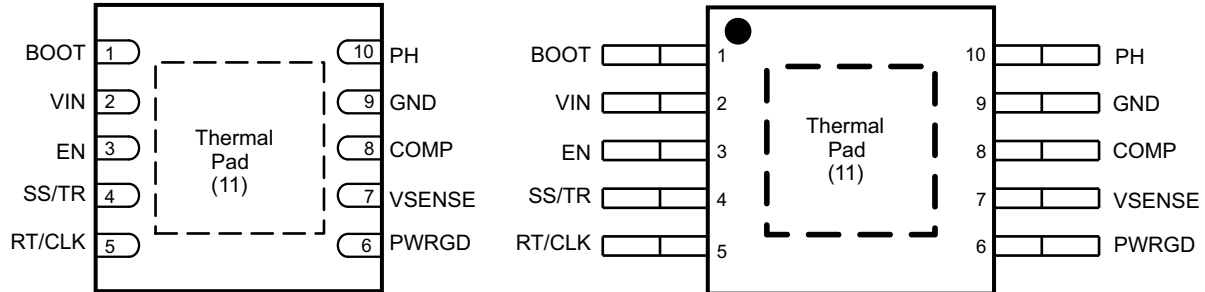 BOOT 1 10 PH
VIN 2 9 GND
EN 3 8 COMP
SS/TR 4 7 VSENSE
RT/CLK 5 6 PWRGD
Thermal
Pad
(11)
BOOT 1 10 PH
VIN 2 9 GND
EN 3 8 COMP
SS/TR 4 7 VSENSE
RT/CLK 5 6 PWRGD
Thermal
Pad
(11)